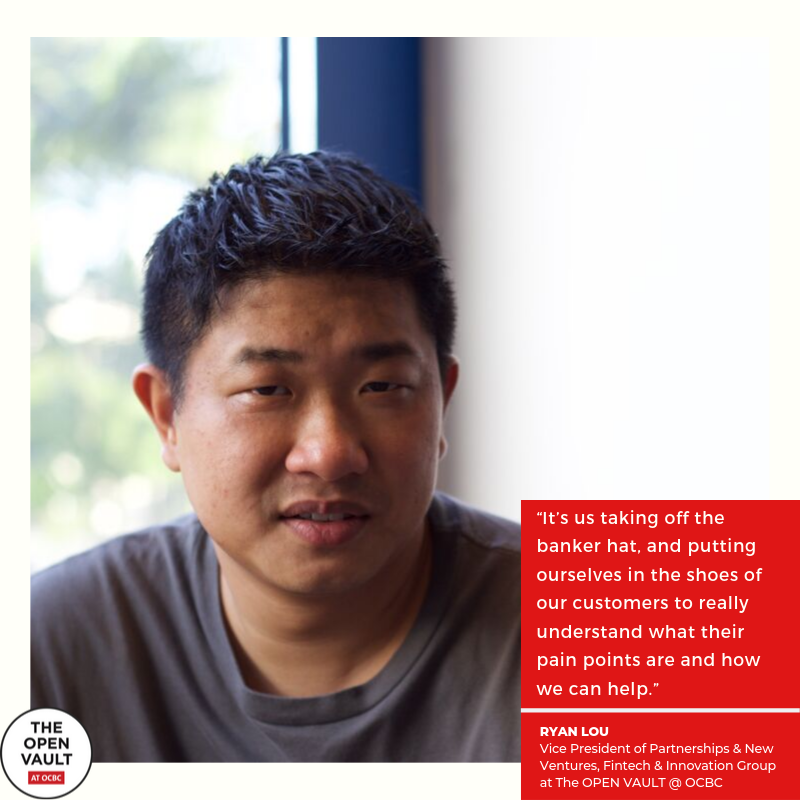 “It’s us taking off the
banker hat, and putting
ourselves in the shoes of
our customers to really
understand what their
pain points are and how
we can help.”
RYAN LOU
Vice President of Partnerships & New
Ventures, Fintech & Innovation Group
at The OPEN VAULT @ OCBC
THE
OPEN
VAULT
AT OCBC